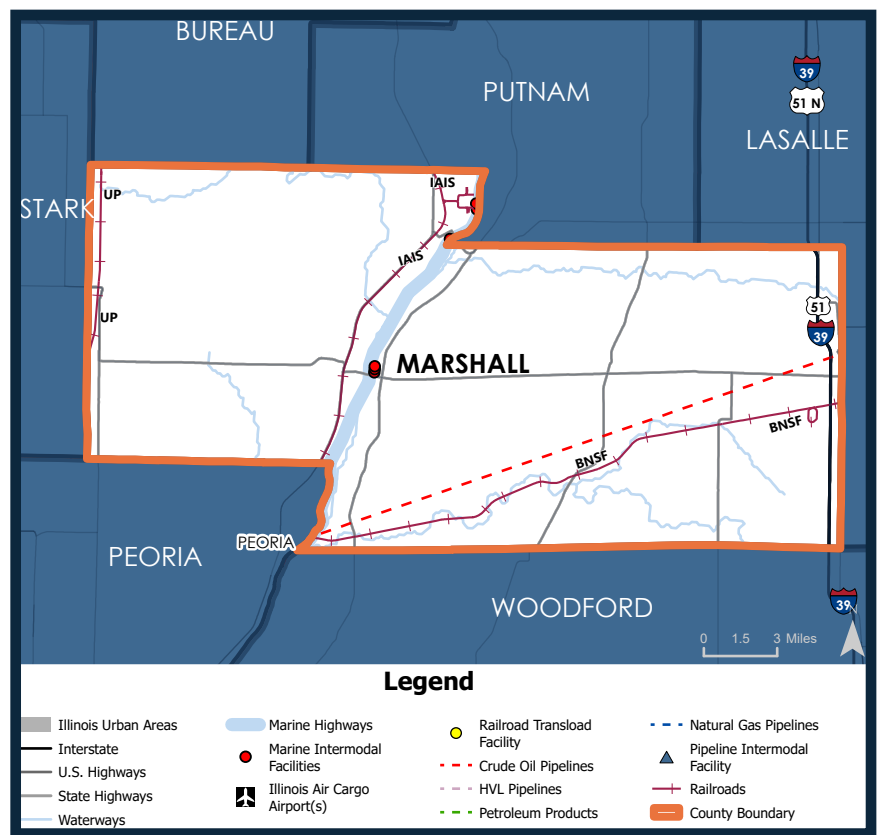 BUREAU
39
51 N
PUTNAM
LASALLE
IAIS
UP
STARK
IAIS
51
UP
39
MARSHALL
BNSF
BNSF
PEORIA
PEORIA
WOODFORD
39
N
0 1.5 3 Miles
Legend
Illinois Urban Areas
Interstate
U.S. Highways
State Highways
Waterways
Marine Highways
Marine Intermodal
Facilities
Illinois Air Cargo
Airport(s)
Railroad Transload
Facility
Crude Oil Pipelines
HVL Pipelines
Petroleum Products
Natural Gas Pipelines
Pipeline Intermodal
Facility
Railroads
County Boundary